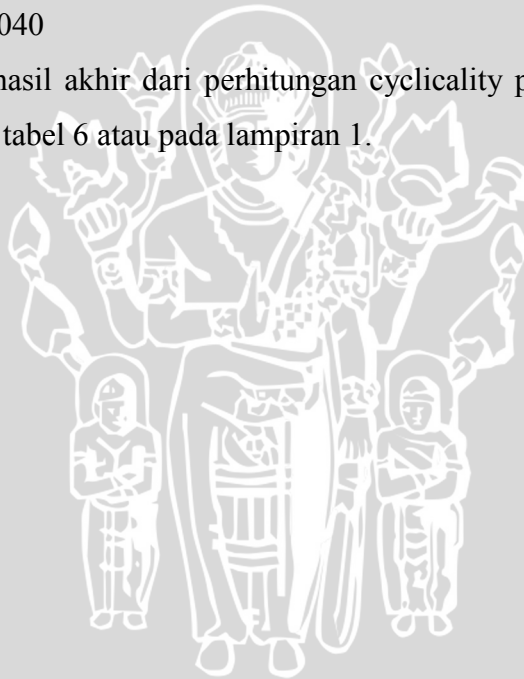 040
hasil akhir dari perhitungan cyclicality p
tabel 6 atau pada lampiran 1.